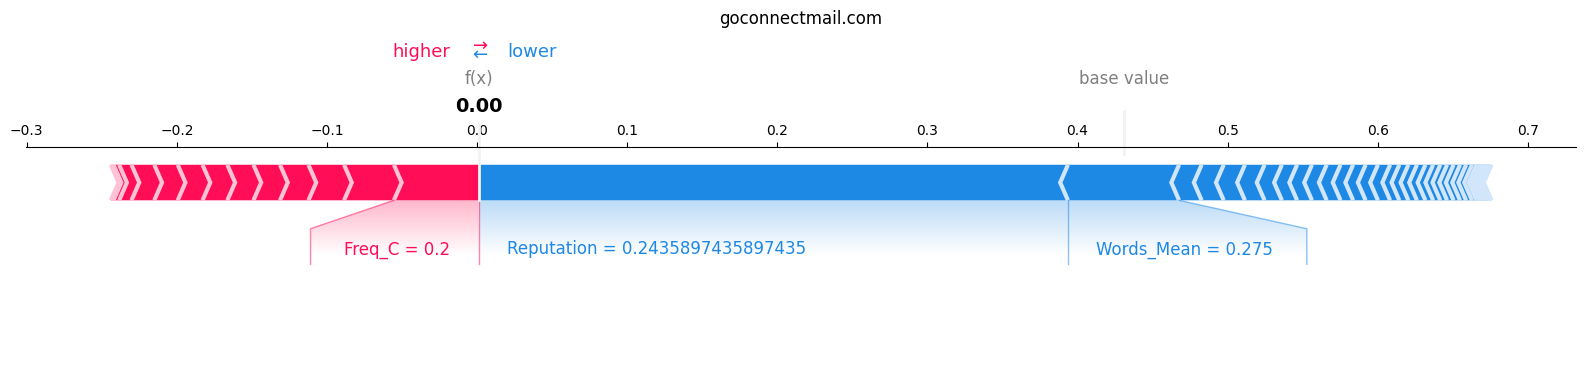 goconnectmail.com
higher ⇄ lower
f(x) base value
0.00
−0.3 −0.2 −0.1 0.0 0.1 0.2 0.3 0.4 0.5 0.6 0.7
Freq_C = 0.2 Reputation = 0.2435897435897435 Words_Mean = 0.275